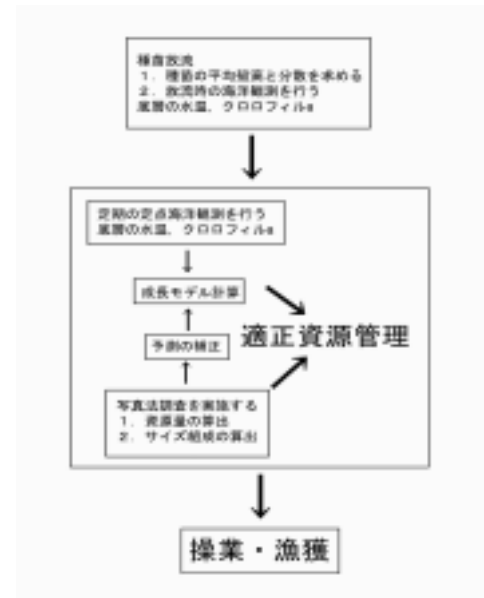 種苗放流
1. 種苗の平均殻高と分散を求める
2. 放流時の海洋観測を行う
底層の水温、クロロフィルa
定期の定点海洋観測を行う
底層の水温、クロロフィルa
成長モデル計算
予測の補正
適正資源管理
写真法調査を実施する
1. 資源量の算出
2. サイズ組成の算出
操業・漁獲